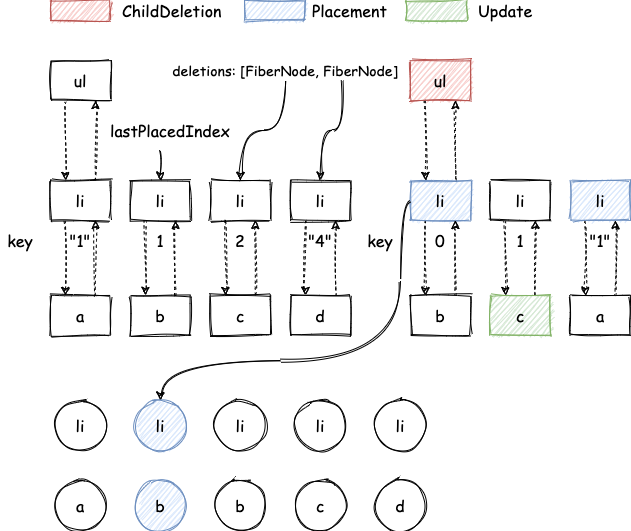 ChildDeletion Placement Update
ul deletions: [FiberNode, FiberNode] ul
lastPlacedIndex
li li li li li li li
key "1" 1 2 "4" key 0 1 "1"
a b c d b c a
li li li li li
a b b c d